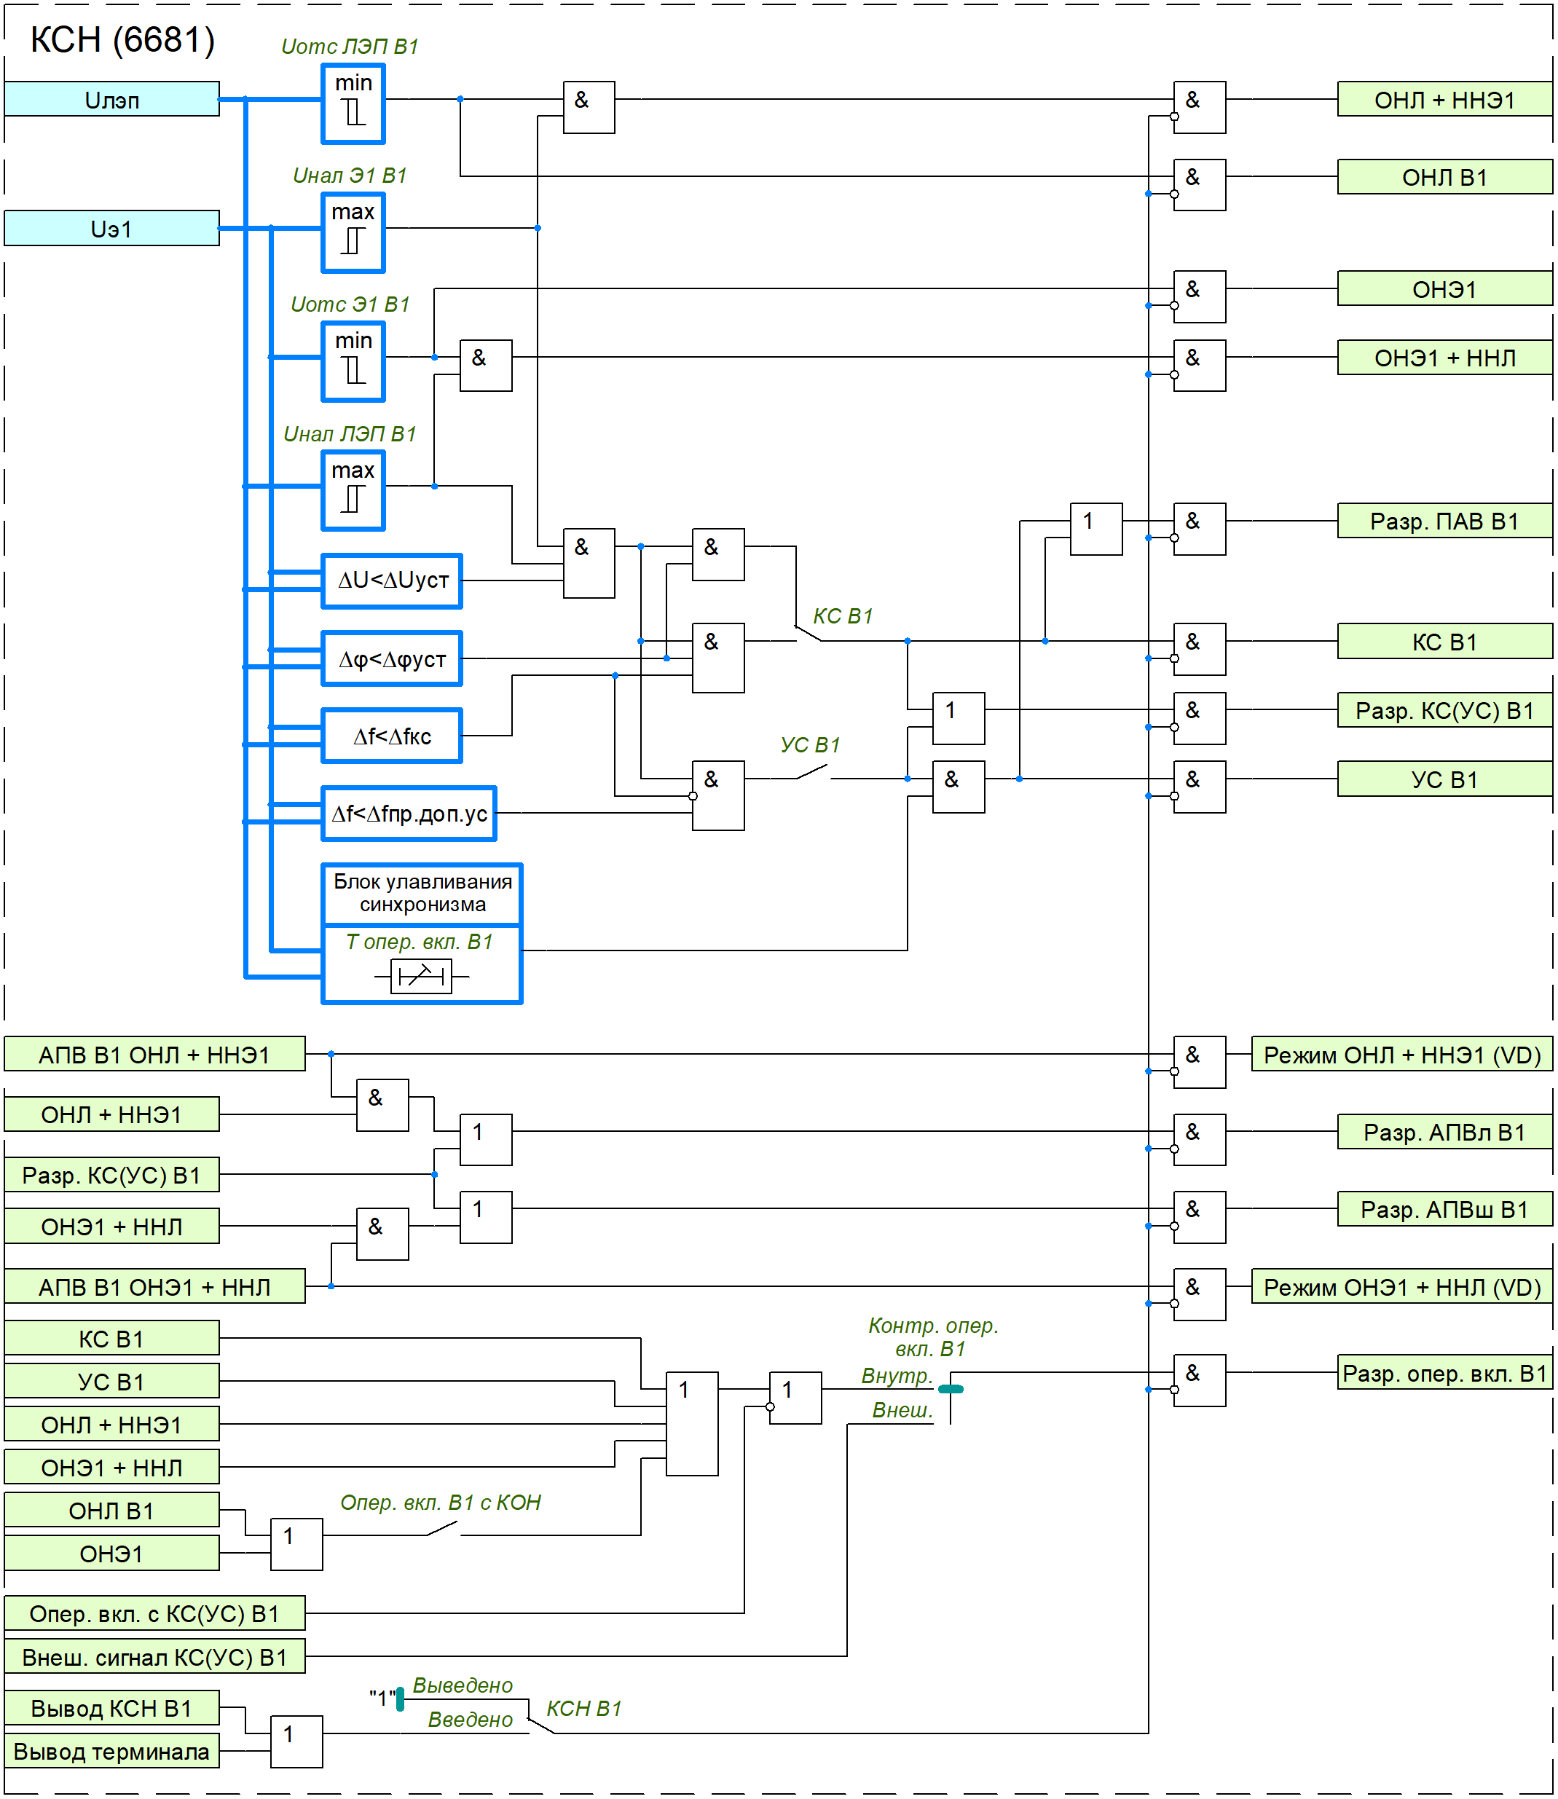 КСН (6681)
Uотс ЛЭП В1
Uлэп
min
&
&
ОНЛ + ННЭ1
Uнал Э1 В1
&
ОНЛ В1
Uэ1
max
Uотс Э1 В1
&
ОНЭ1
min
&
&
ОНЭ1 + ННЛ
Uнал ЛЭП В1
max
1
&
Разр. ПАВ В1
&
&
ΔU<ΔUуст
КС В1
Δφ<Δφуст
&
&
КС В1
Δf<Δfкс
1
&
Разр. КС(УС) В1
УС В1
&
&
&
УС В1
Δf<Δfпр.доп.ус
Блок улавливания
синхронизма
Т опер. вкл. В1
АПВ В1 ОНЛ + ННЭ1
&
Режим ОНЛ + ННЭ1 (VD)
ОНЛ + ННЭ1
&
1
&
Разр. АПВл В1
Разр. КС(УС) В1
1
&
Разр. АПВш В1
ОНЭ1 + ННЛ
&
АПВ В1 ОНЭ1 + ННЛ
&
Режим ОНЭ1 + ННЛ (VD)
КС В1
Контр. опер.
вкл. В1
УС В1
1
1
Внутр.
&
Разр. опер. вкл. В1
ОНЛ + ННЭ1
Внеш.
ОНЭ1 + ННЛ
ОНЛ В1
Опер. вкл. В1 с КОН
1
ОНЭ1
Опер. вкл. с КС(УС) В1
Внеш. сигнал КС(УС) В1
"1"
Выведено
Вывод КСН В1
КСН В1
Введено
1
Вывод терминала